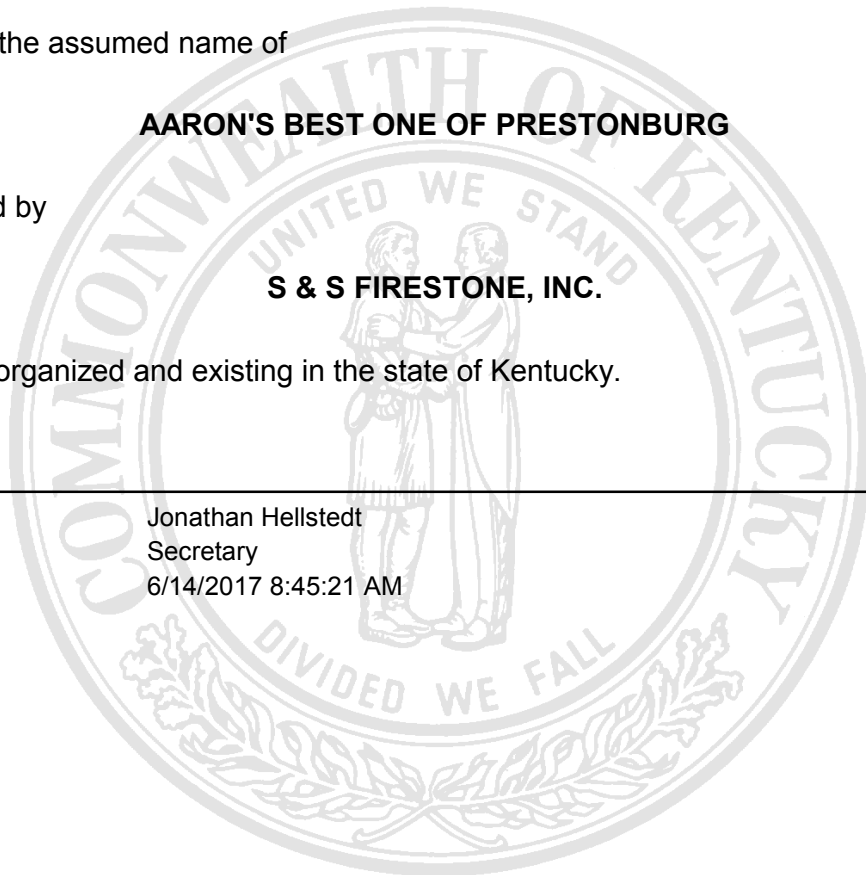 the assumed name of
AARON'S BEST ONE OF PRESTONBURG
d by
S & S FIRESTONE, INC.
organized and existing in the state of Kentucky.
Jonathan Hellstedt
Secretary
6/14/2017 8:45:21 AM
COMMONWEALTH OF KENTUCKY
UNITED WE STAND
DIVIDED WE FALL